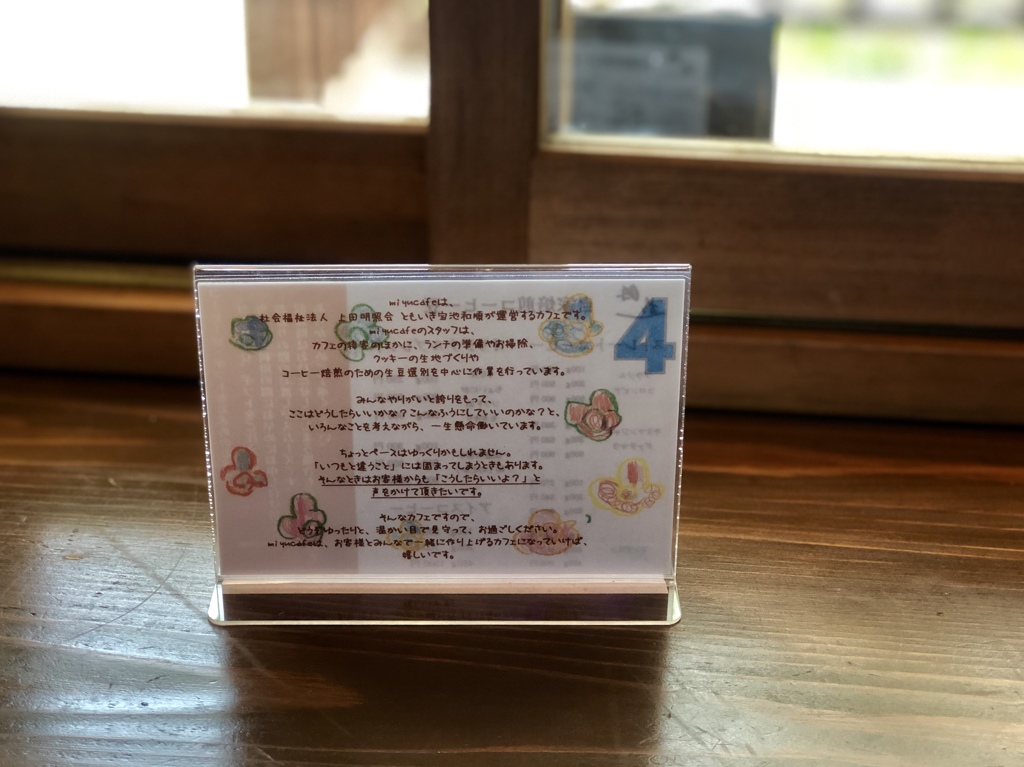 miyucafeは、
社会福祉法人 上田明照会 ともいき宝池和順が運営するカフェです。
miyucafeのスタッフは、
カフェの接客のほかに、ランチの準備やお掃除、
クッキーの生地づくりや
コーヒー焙煎のための生豆選別を中心に作業を行っています。
みんなやりがいと誇りをもって、
ここはどうしたらいいかな？こんなふうにしていいのかな？と、
いろんなことを考えながら、一生懸命働いています。
ちょっとペースはゆっくりかもしれません。
「いつもと違うこと」には固まってしまうときもあります。
そんなときはお客様からも「こうしたらいいよ？」と
声をかけて頂きたいです。
そんなカフェですので、
どうぞゆったりと、温かい目で見守って、お過ごしください。
miyucafeは、お客様とみんなで一緒に作り上げるカフェになっていけば、
嬉しいです。
4